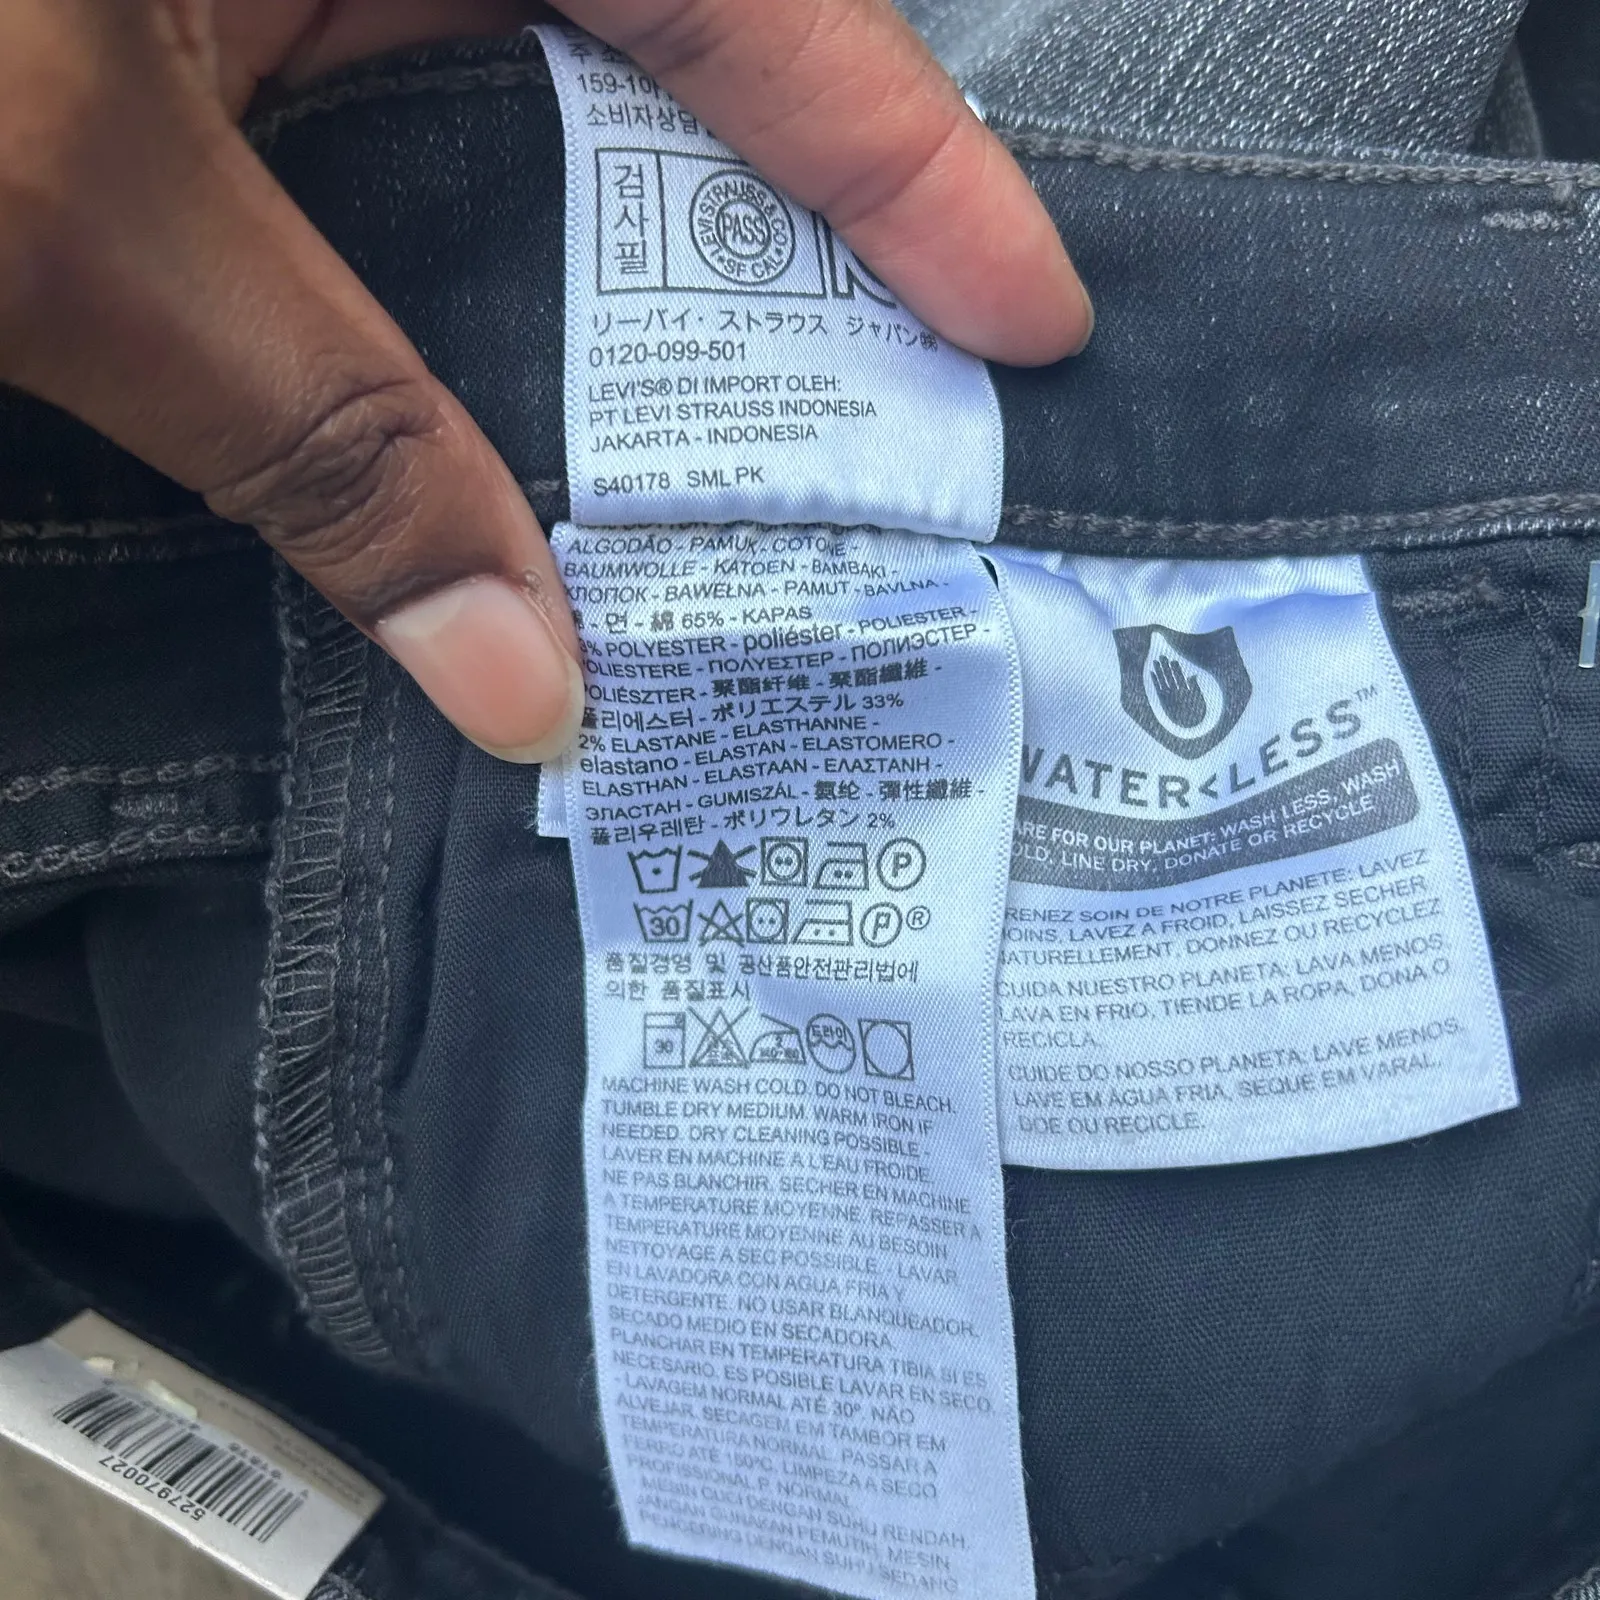 159-10
소비자상담
검사필
LEVI STRAUSS & CO
PASS
SF CAL
リーバイ・ストラウス ジャパン㈱
0120-099-501
LEVI'S® DI IMPORT OLEH:
PT LEVI STRAUSS INDONESIA
JAKARTA - INDONESIA
S40178 SML PK
ALGODÃO - PAMUK - COTONE -
BAUMWOLLE - KATOEN - BAMBAKI -
ХЛОПОК - BAWEŁNA - PAMUT - BAVLNA -
- 면 - 綿 65% - KAPAS
% POLYESTER - poliéster - POLIESTER -
OLIESTERE - ΠΟΛΥΕΣΤΕΡ - ПОЛИЭСТЕР -
POLIÉSZTER - 聚酯纤维 - 聚酯纖維 -
폴리에스터 - ポリエステル 33%
2% ELASTANE - ELASTHANNE -
elastano - ELASTAN - ELASTOMERO -
ELASTHAN - ELASTAAN - ΕΛΑΣΤΑΝΗ -
ЭЛАСТАН - GUMISZÁL - 氨纶 - 彈性纖維 -
폴리우레탄 - ポリウレタン 2%
P
30 P ®
품질경영 및 공산품안전관리법에
의한 품질표시
30 드라이
MACHINE WASH COLD. DO NOT BLEACH.
TUMBLE DRY MEDIUM. WARM IRON IF
NEEDED. DRY CLEANING POSSIBLE -
LAVER EN MACHINE A L'EAU FROIDE.
NE PAS BLANCHIR. SECHER EN MACHINE
A TEMPERATURE MOYENNE. REPASSER A
TEMPERATURE MOYENNE AU BESOIN
NETTOYAGE A SEC POSSIBLE. - LAVAR
EN LAVADORA CON AGUA FRIA Y
DETERGENTE. NO USAR BLANQUEADOR.
SECADO MEDIO EN SECADORA.
PLANCHAR EN TEMPERATURA TIBIA SI ES
NECESARIO. ES POSIBLE LAVAR EN SECO.
- LAVAGEM NORMAL ATÉ 30º. NÃO
ALVEJAR. SECAGEM EM TAMBOR EM
TEMPERATURA NORMAL. PASSAR A
FERRO ATÉ 150ºC. LIMPEZA A SECO
PROFISSIONAL P, NORMAL
MESIN CUCI DENGAN SUHU RENDAH.
JANGAN GUNAKAN PEMUTIH, MESIN
PENGERING DENGAN SUHU SEDANG
WATER<LESS™
ARE FOR OUR PLANET: WASH LESS, WASH
OLD, LINE DRY, DONATE OR RECYCLE.
RENEZ SOIN DE NOTRE PLANETE: LAVEZ
OINS, LAVEZ A FROID, LAISSEZ SECHER
NATURELLEMENT, DONNEZ OU RECYCLEZ
CUIDA NUESTRO PLANETA: LAVA MENOS,
LAVA EN FRIO, TIENDE LA ROPA, DONA O
RECICLA.
CUIDE DO NOSSO PLANETA: LAVE MENOS,
LAVE EM ÁGUA FRIA, SEQUE EM VARAL,
DOE OU RECICLE.
527970027